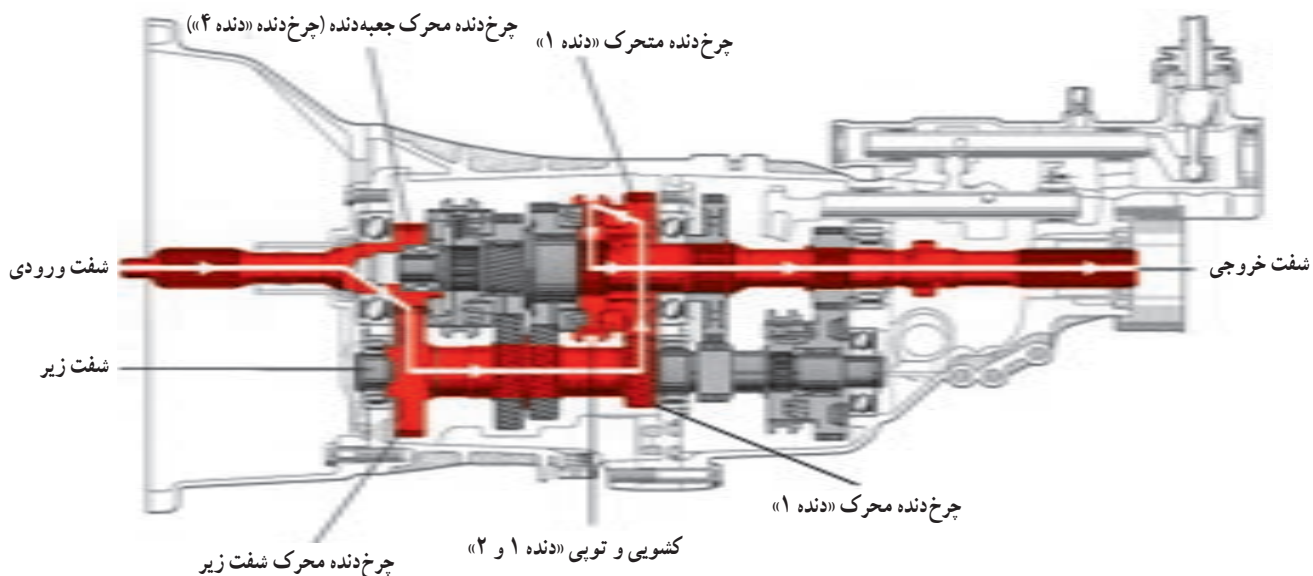 چرخ‌دنده محرک جعبه‌دنده (چرخ‌دنده «دنده ۴»)
چرخ‌دنده متحرک «دنده ۱»
شفت ورودی
شفت خروجی
شفت زیر
چرخ‌دنده محرک «دنده ۱»
کشویی و توپی «دنده ۱ و ۲»
چرخ‌دنده محرک شفت زیر